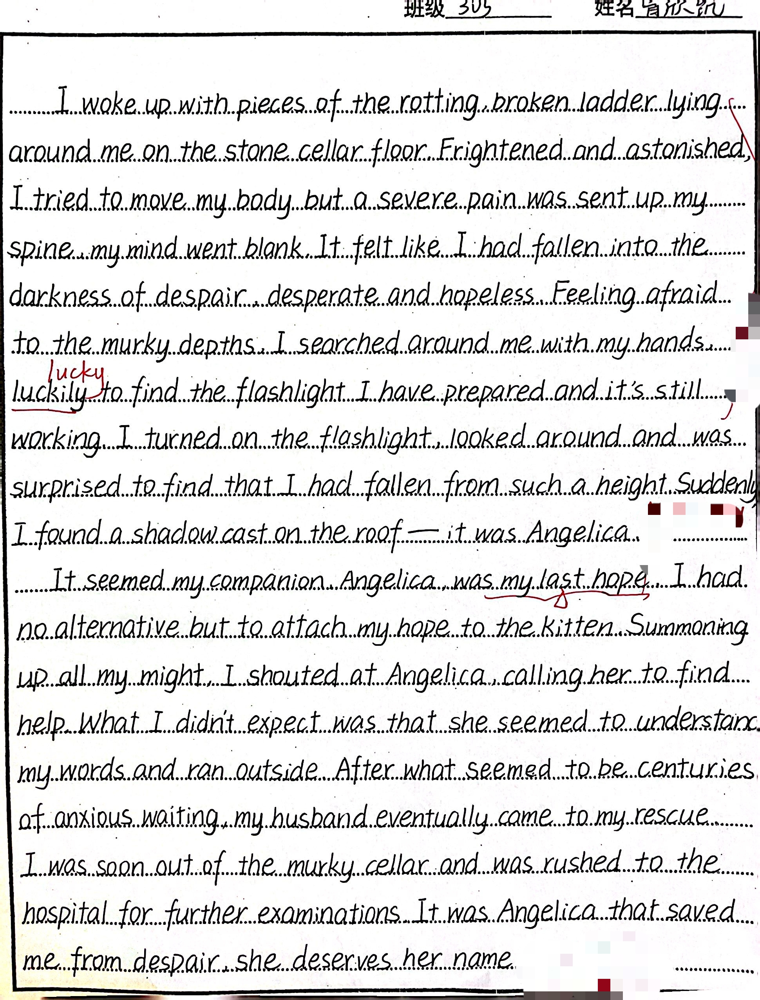 班级 305 姓名
I woke up with pieces of the rotting, broken ladder lying
around me on the stone cellar floor. Frightened and astonished,
I tried to move my body but a severe pain was sent up my
spine, my mind went blank. It felt like I had fallen into the
darkness of despair, desperate and hopeless. Feeling afraid
to the murky depths, I searched around me with my hands,
lucky
luckily to find the flashlight I have prepared and it's still
working. I turned on the flashlight, looked around and was
surprised to find that I had fallen from such a height. Suddenly,
I found a shadow cast on the roof — it was Angelica.
It seemed my companion, Angelica, was my last hope I had
no alternative but to attach my hope to the kitten. Summoning
up all my might, I shouted at Angelica, calling her to find
help. What I didn't expect was that she seemed to understand
my words and ran outside. After what seemed to be centuries
of anxious waiting, my husband eventually came to my rescue.
I was soon out of the murky cellar and was rushed to the
hospital for further examinations. It was Angelica that saved
me from despair, she deserves her name.